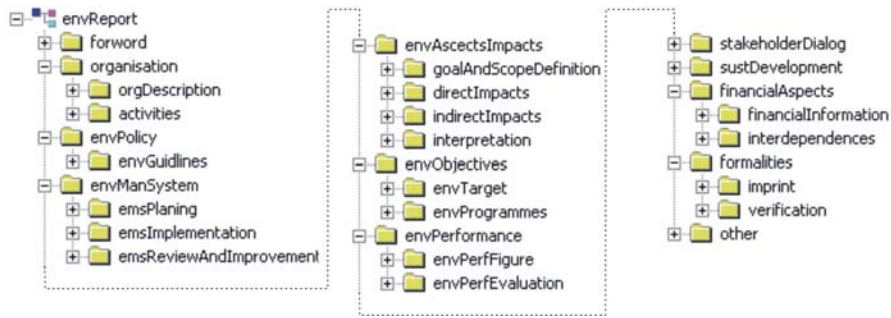 envReport
forword
organisation
orgDescription
activities
envPolicy
envGuidlines
envManSystem
emsPlaning
emsImplementation
emsReviewAndImprovement
envAscectsImpacts
goalAndScopeDefinition
directImpacts
indirectImpacts
interpretation
envObjectives
envTarget
envProgrammes
envPerformance
envPerfFigure
envPerfEvaluation
stakeholderDialog
sustDevelopment
financialAspects
financialInformation
interdependences
formalities
imprint
verification
other